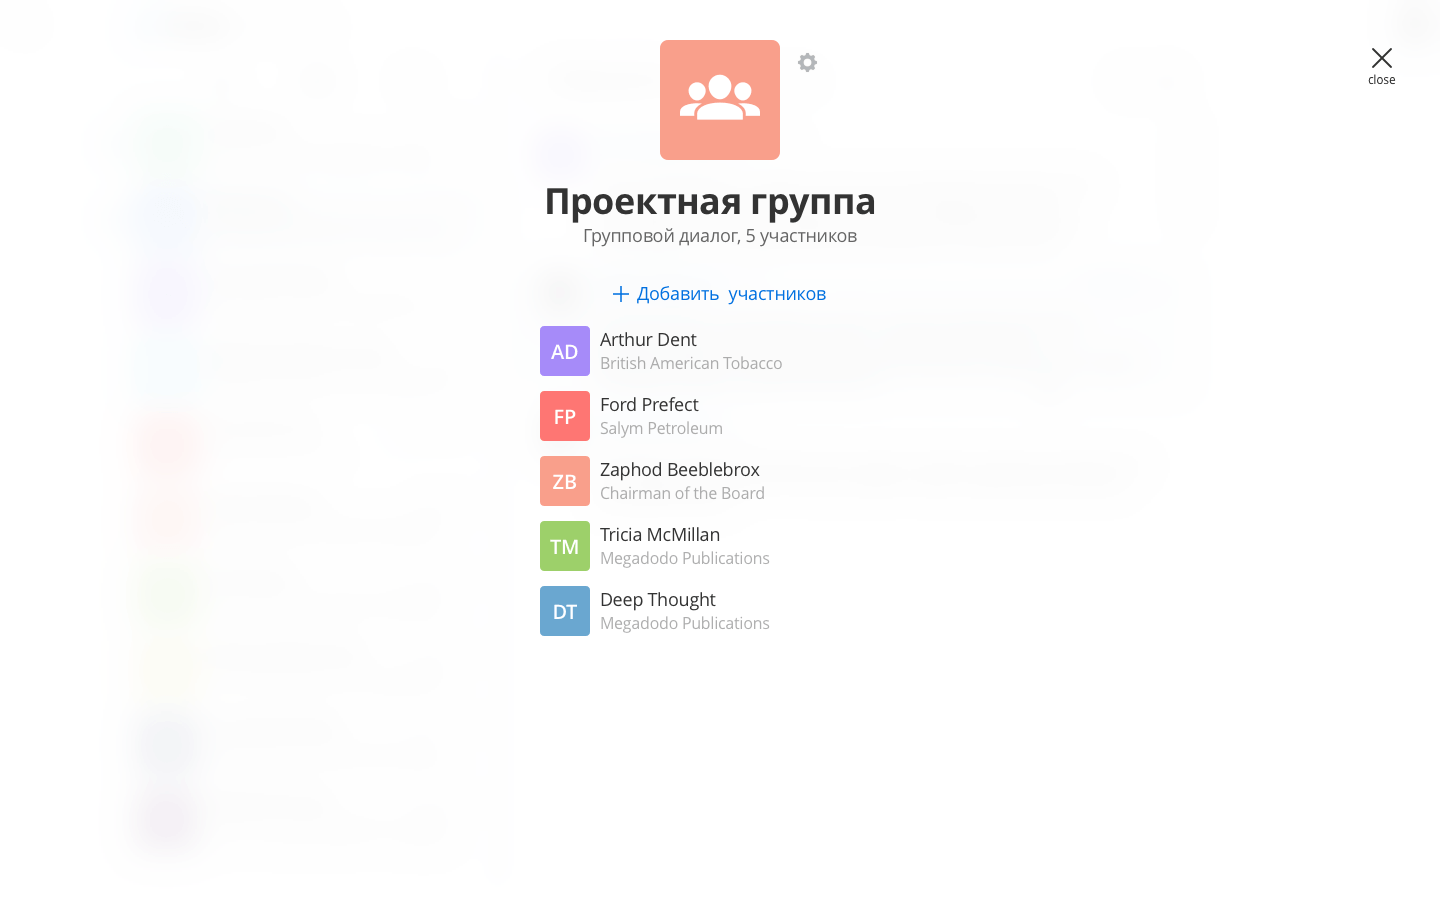 close
Проектная группа
Групповой диалог, 5 участников
Добавить участников
AD
Arthur Dent
British American Tobacco
FP
Ford Prefect
Salym Petroleum
ZB
Zaphod Beeblebrox
Chairman of the Board
TM
Tricia McMillan
Megadodo Publications
DT
Deep Thought
Megadodo Publications